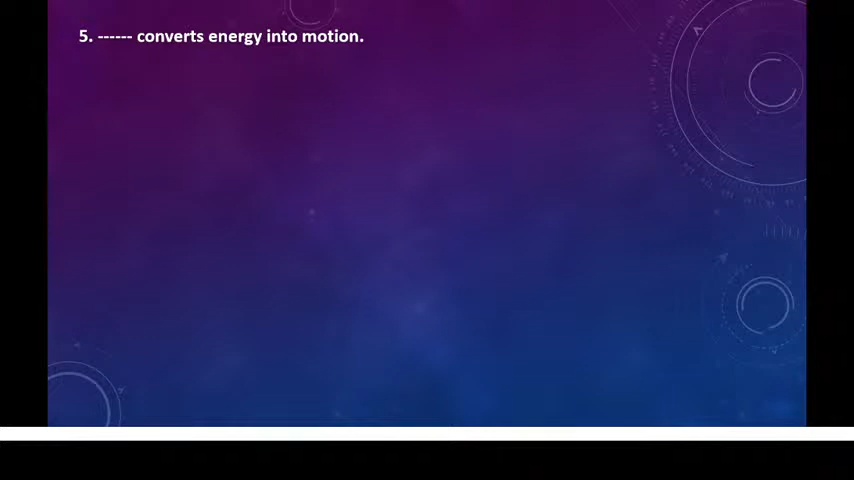 5. ------ converts energy into motion.